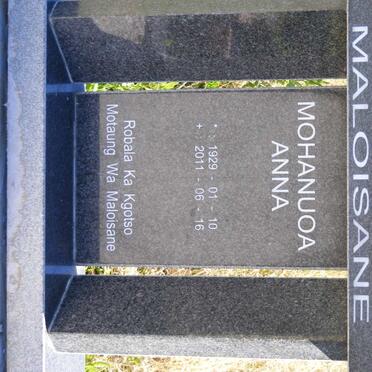 MALOISANE
MOHANUOA
ANNA
* : 1929 - 01 - 10
+ : 2011 - 06 - 16
Robala Ka Kgotso
Motaung Wa Maloisane